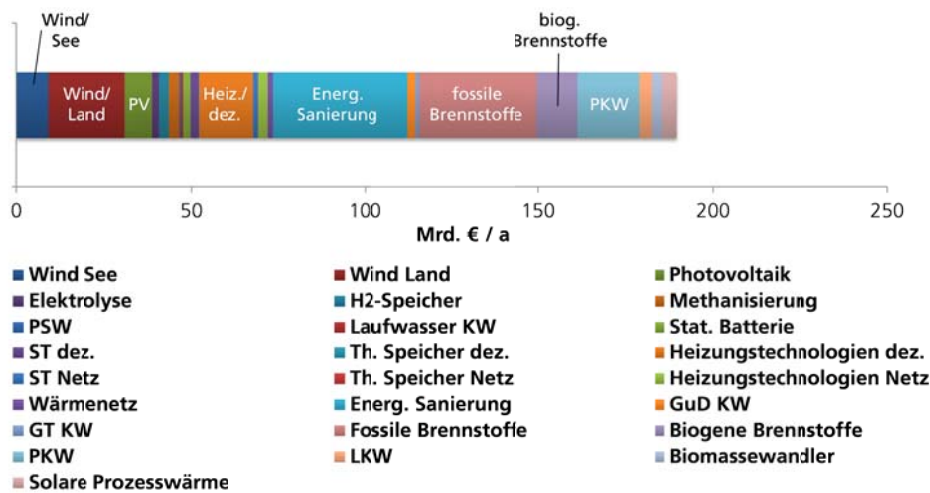 Wind/
See
biog.
Brennstoffe
Wind/
Land
PV
Heiz./
dez.
Energ.
Sanierung
fossile
Brennstoffe
PKW
0 50 100 150 200 250
Mrd. € / a
Wind See Wind Land Photovoltaik
Elektrolyse H2-Speicher Methanisierung
PSW Laufwasser KW Stat. Batterie
ST dez. Th. Speicher dez. Heizungstechnologien dez.
ST Netz Th. Speicher Netz Heizungstechnologien Netz
Wärmenetz Energ. Sanierung GuD KW
GT KW Fossile Brennstoffe Biogene Brennstoffe
PKW LKW Biomassewandler
Solare Prozesswärme